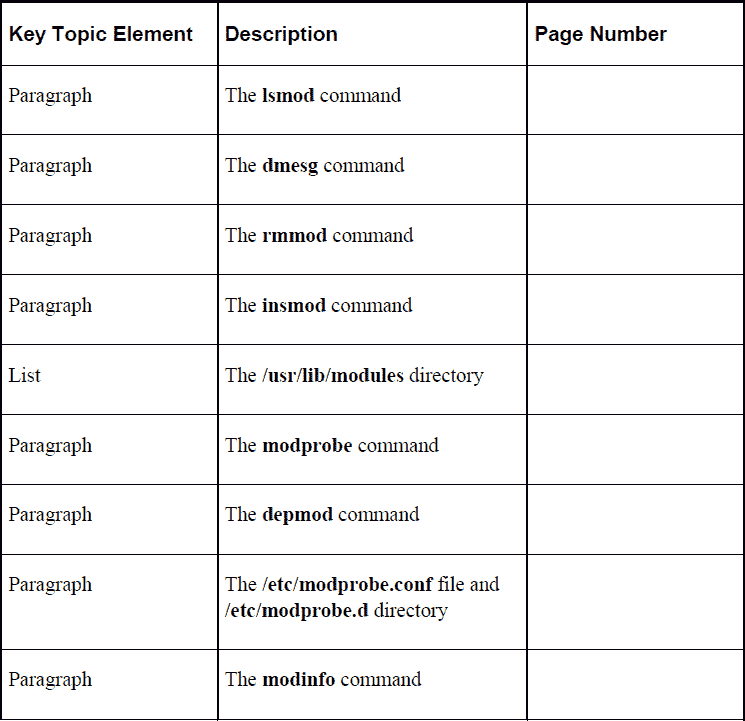 Key Topic Element Description Page Number
Paragraph The lsmod command
Paragraph The dmesg command
Paragraph The rmmod command
Paragraph The insmod command
List The /usr/lib/modules directory
Paragraph The modprobe command
Paragraph The depmod command
Paragraph The /etc/modprobe.conf file and
/etc/modprobe.d directory
Paragraph The modinfo command